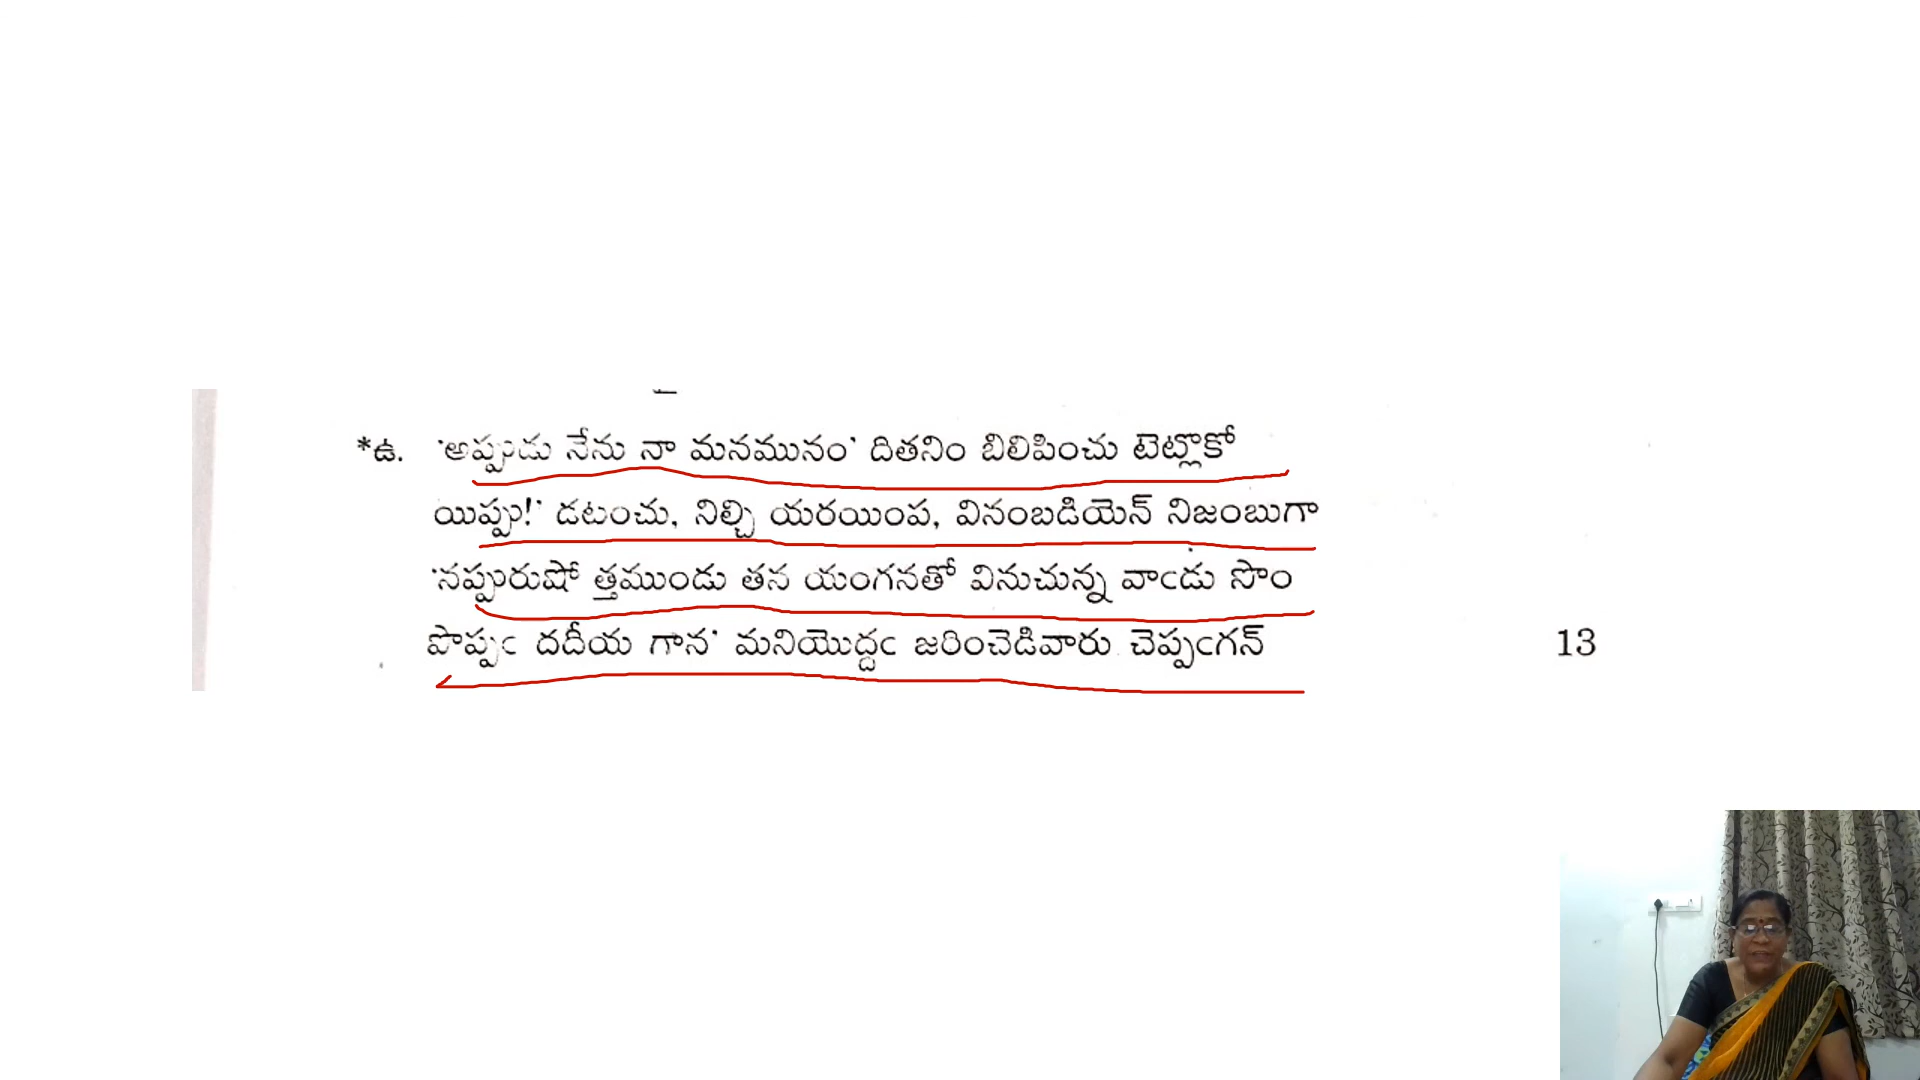 *ఉ. 'అప్పుడు నేను నా మనమునం' దితనిం బిలిపించు టెట్లొకో
యిప్పు!' డటంచు, నిల్చి యరయింప, వినంబడియెన్ నిజంబుగా
'నప్పురుషో త్తముండు తన యంగనతో వినుచున్న వాఁడు సొం
పొప్పఁ దదీయ గాన' మనియొద్దఁ జరించెడివారు చెప్పఁగన్ 13